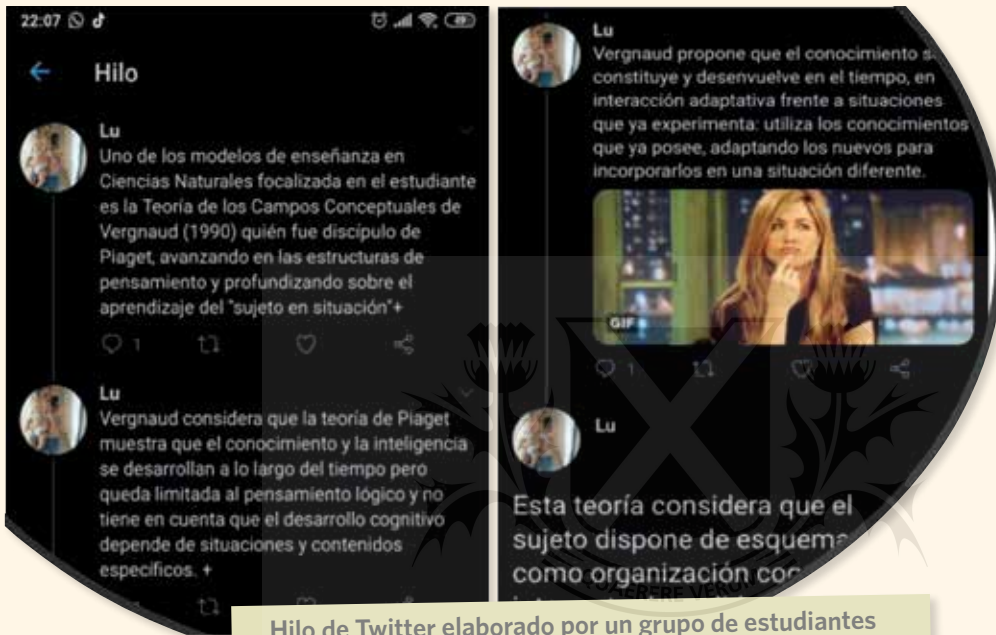 22:07
49
Hilo
Lu
Uno de los modelos de enseñanza en
Ciencias Naturales focalizada en el estudiante
es la Teoría de los Campos Conceptuales de
Vergnaud (1990) quién fue discípulo de
Piaget, avanzando en las estructuras de
pensamiento y profundizando sobre el
aprendizaje del "sujeto en situación"+
1
Lu
Vergnaud considera que la teoría de Piaget
muestra que el conocimiento y la inteligencia
se desarrollan a lo largo del tiempo pero
queda limitada al pensamiento lógico y no
tiene en cuenta que el desarrollo cognitivo
depende de situaciones y contenidos
específicos. +
Lu
Vergnaud propone que el conocimiento
constituye y desenvuelve en el tiempo, en
interacción adaptativa frente a situaciones
que ya experimenta: utiliza los conocimientos
que ya posee, adaptando los nuevos para
incorporarlos en una situación diferente.
GIF
1
Lu
Esta teoría considera que el
sujeto dispone de
como organización
Hilo de Twitter elaborado por un grupo de estudiantes